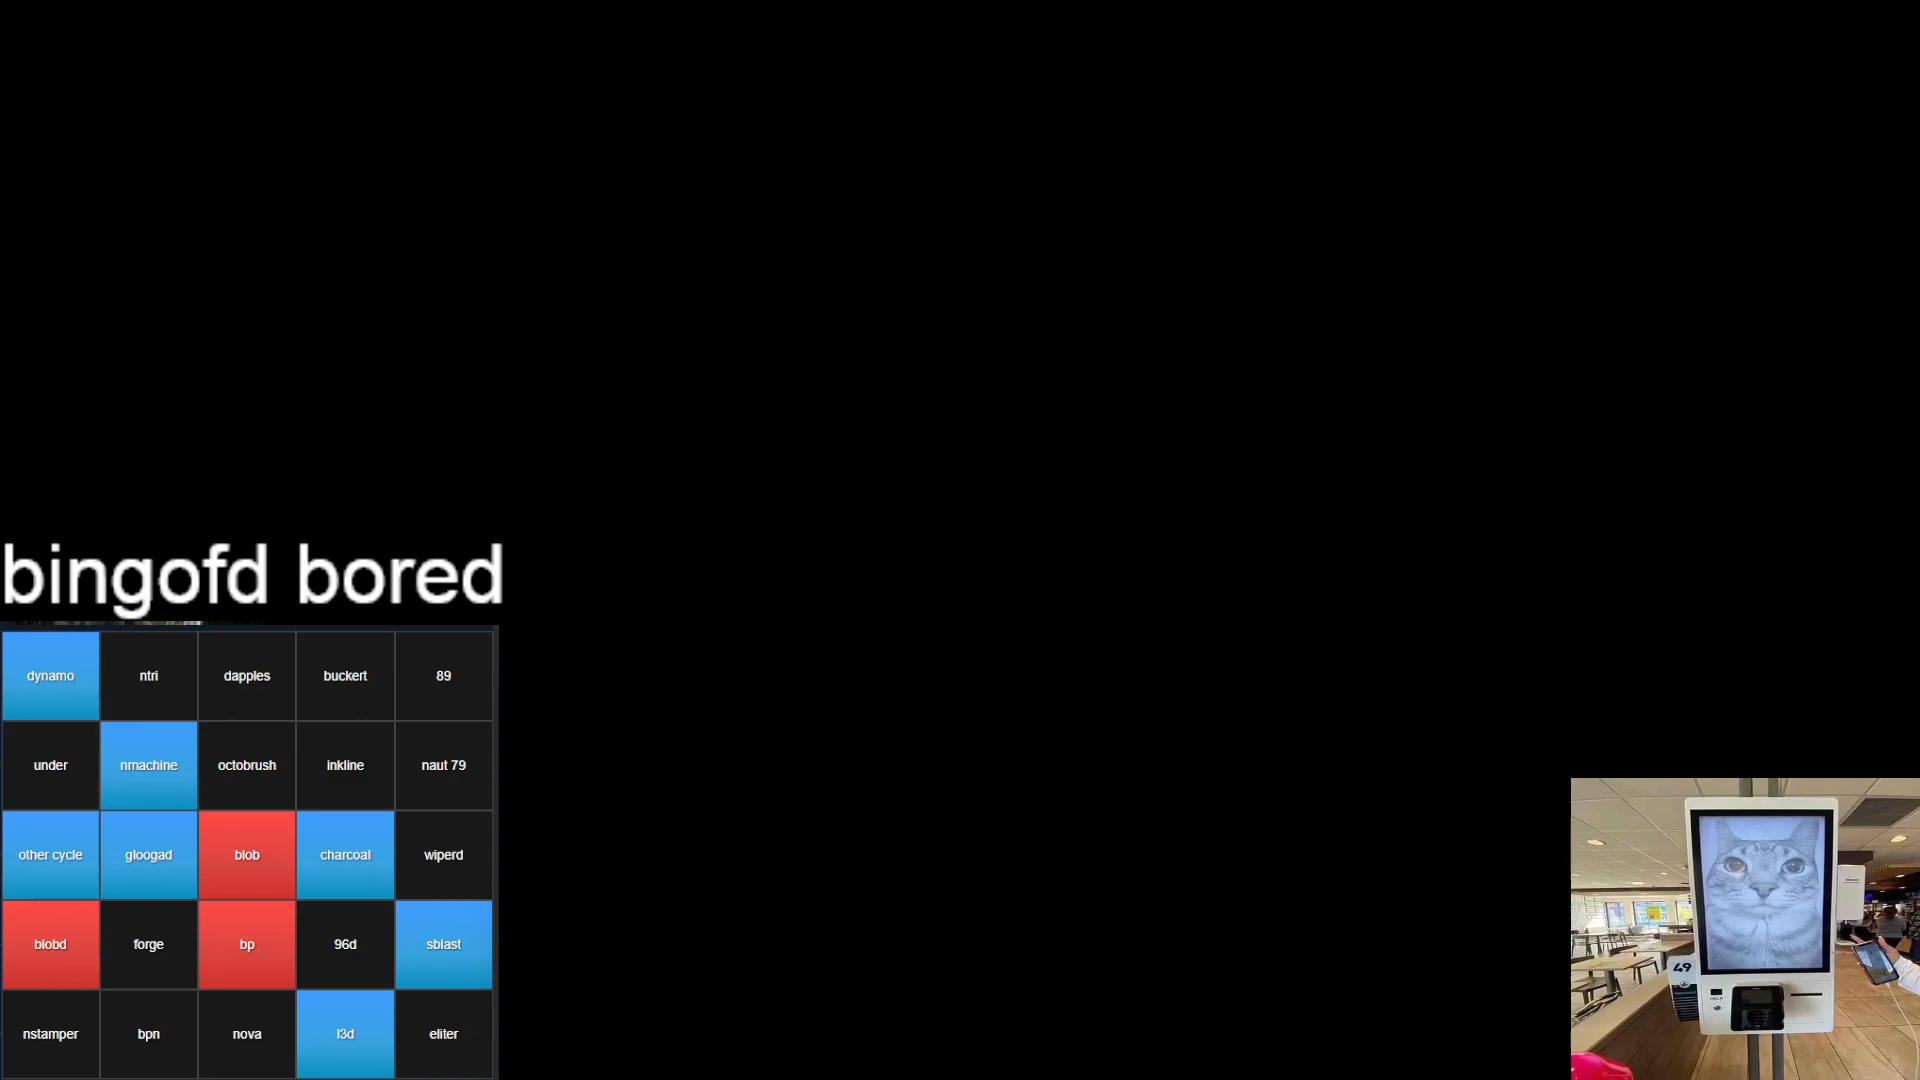 bingofd bored
dynamo ntri dapples buckert 89
under nmachine octobrush inkline naut 79
other cycle gloogad blob charcoal wiperd
blobd forge bp 96d sblast
nstamper bpn nova l3d eliter
49
HELP